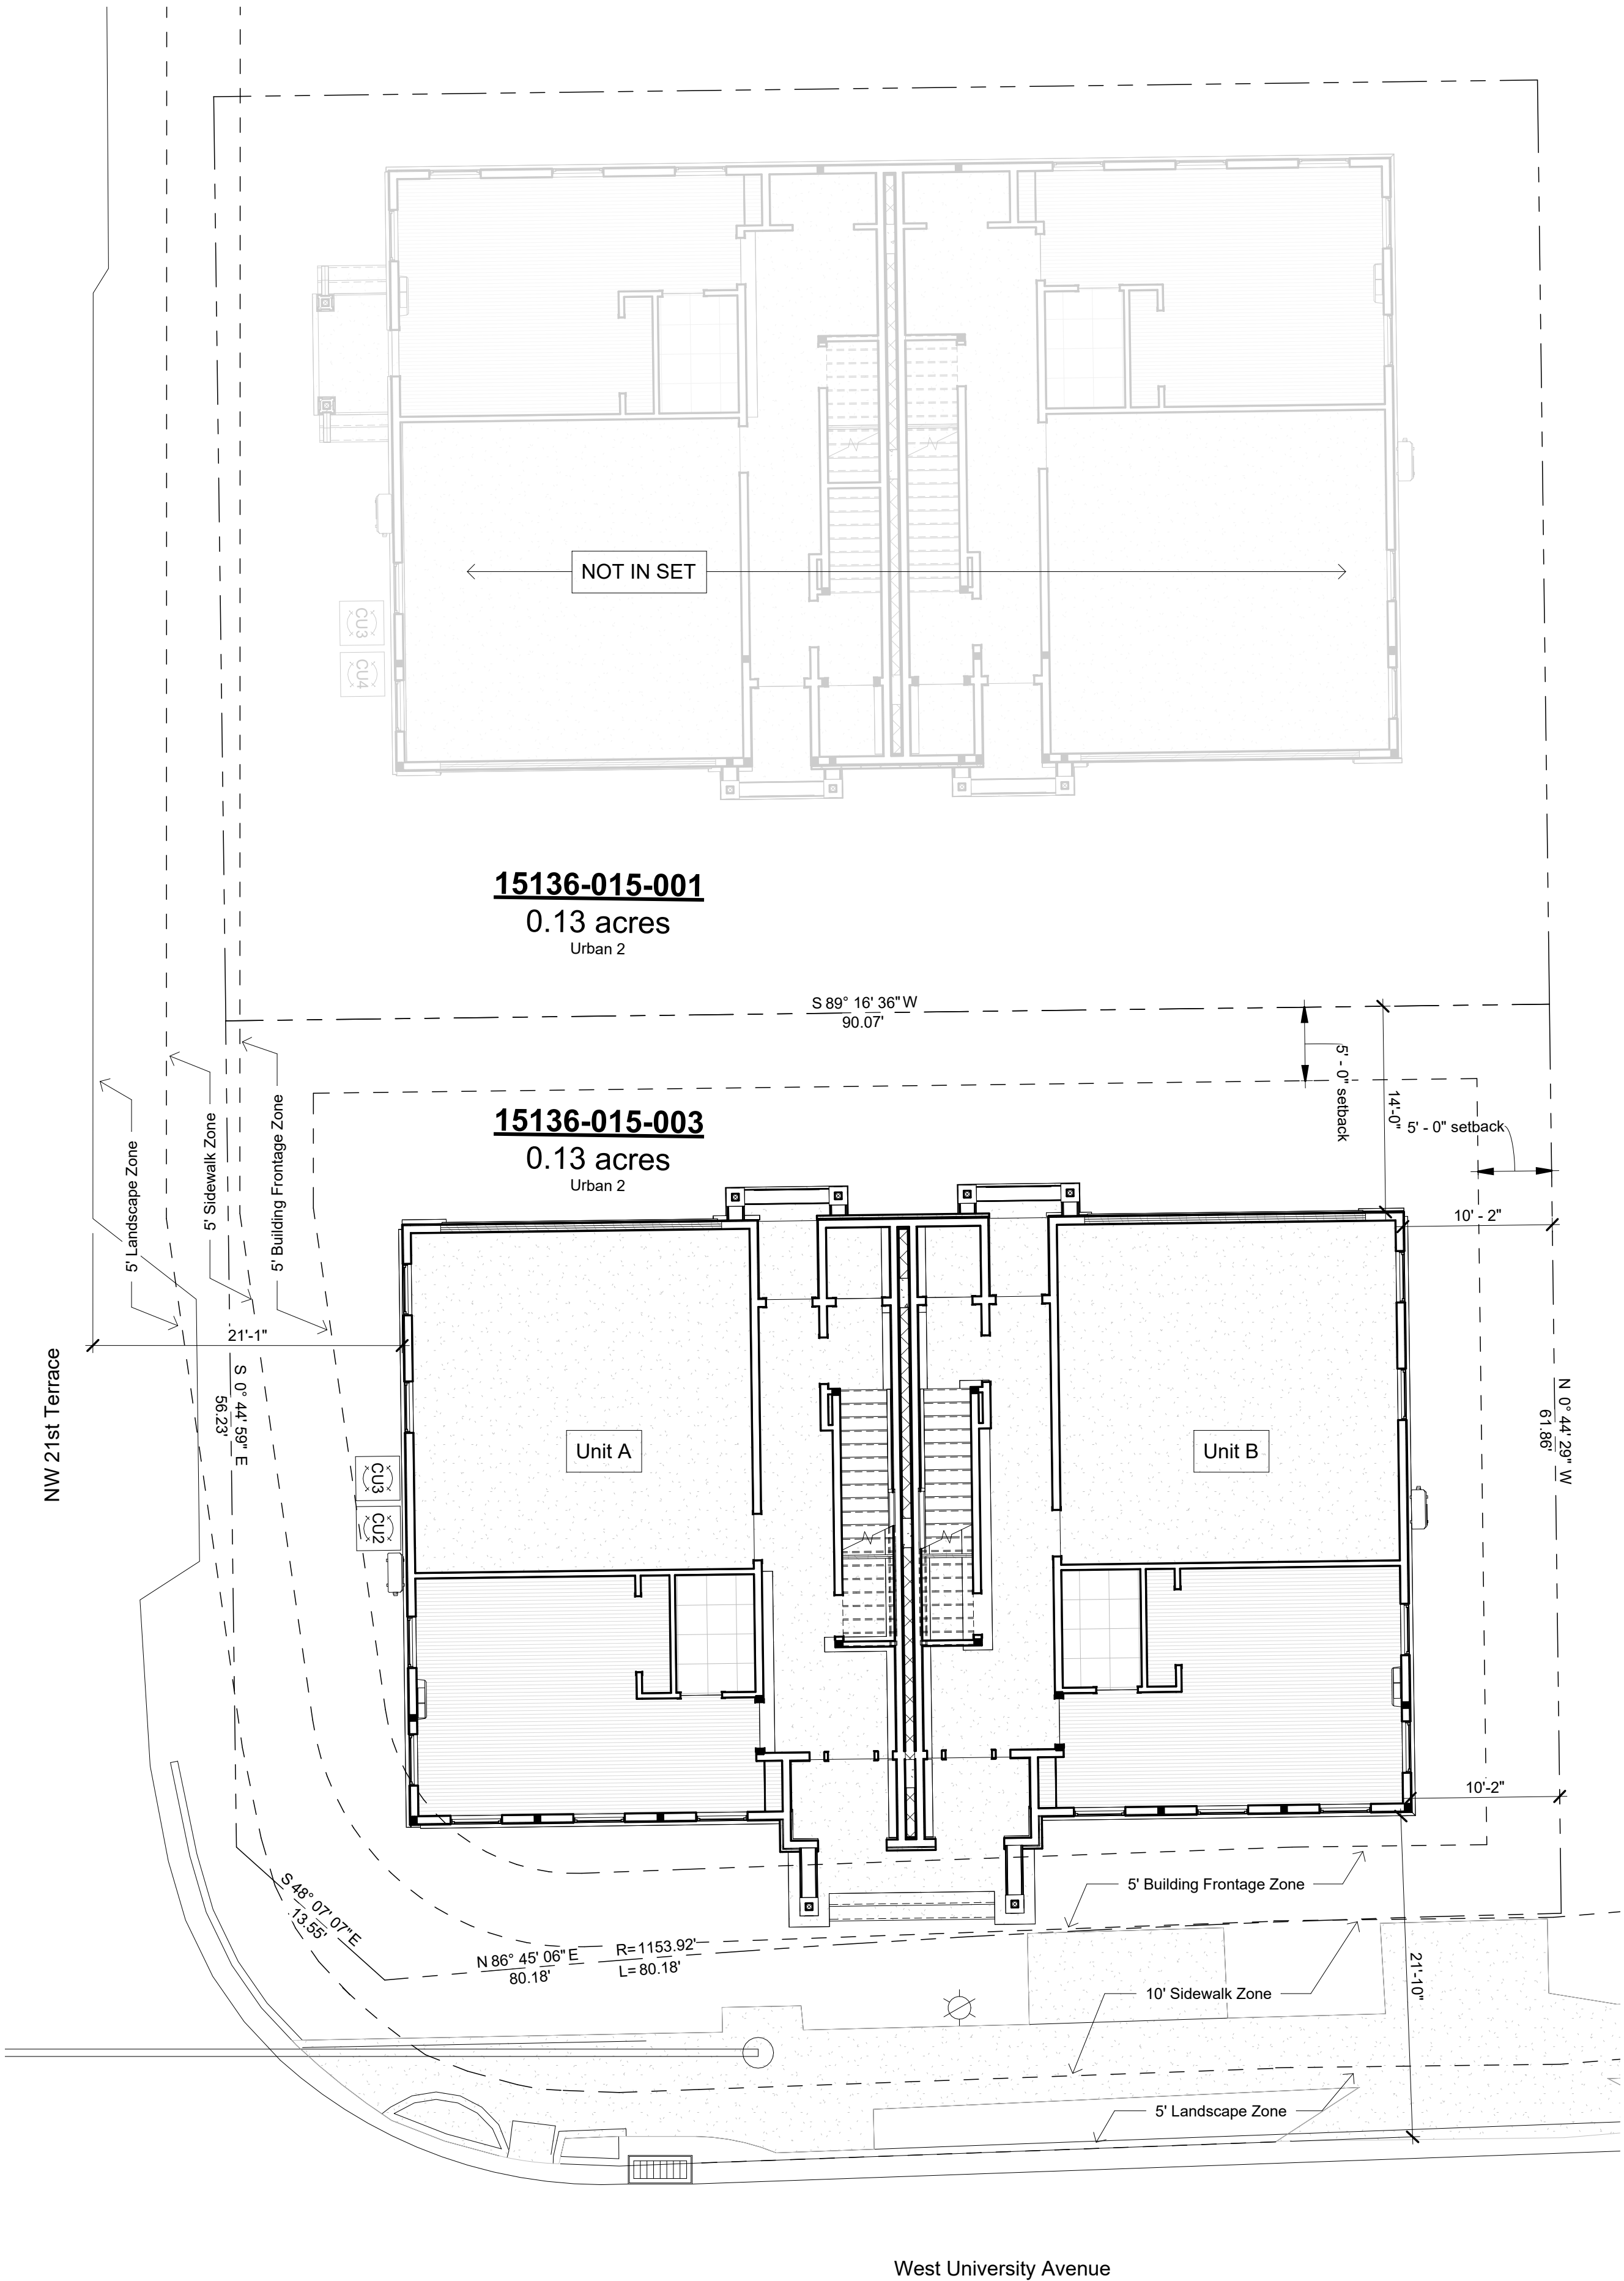 CU3
CU4
NOT IN SET
15136-015-001
0.13 acres
Urban 2
S 89° 16' 36" W
90.07'
5' - 0" setback
14'-0"
5' - 0" setback
15136-015-003
0.13 acres
Urban 2
5' Landscape Zone
5' Sidewalk Zone
5' Building Frontage Zone
10' - 2"
21'-1"
NW 21st Terrace
S 0° 44' 59" E
56.23'
N 0° 44' 29" W
61.86'
Unit A
Unit B
CU3
CU2
10'-2"
S 48° 07' 07" E
13.55'
5' Building Frontage Zone
N 86° 45' 06" E
80.18'
R=1153.92'
L=80.18'
21'-10"
10' Sidewalk Zone
5' Landscape Zone
West University Avenue